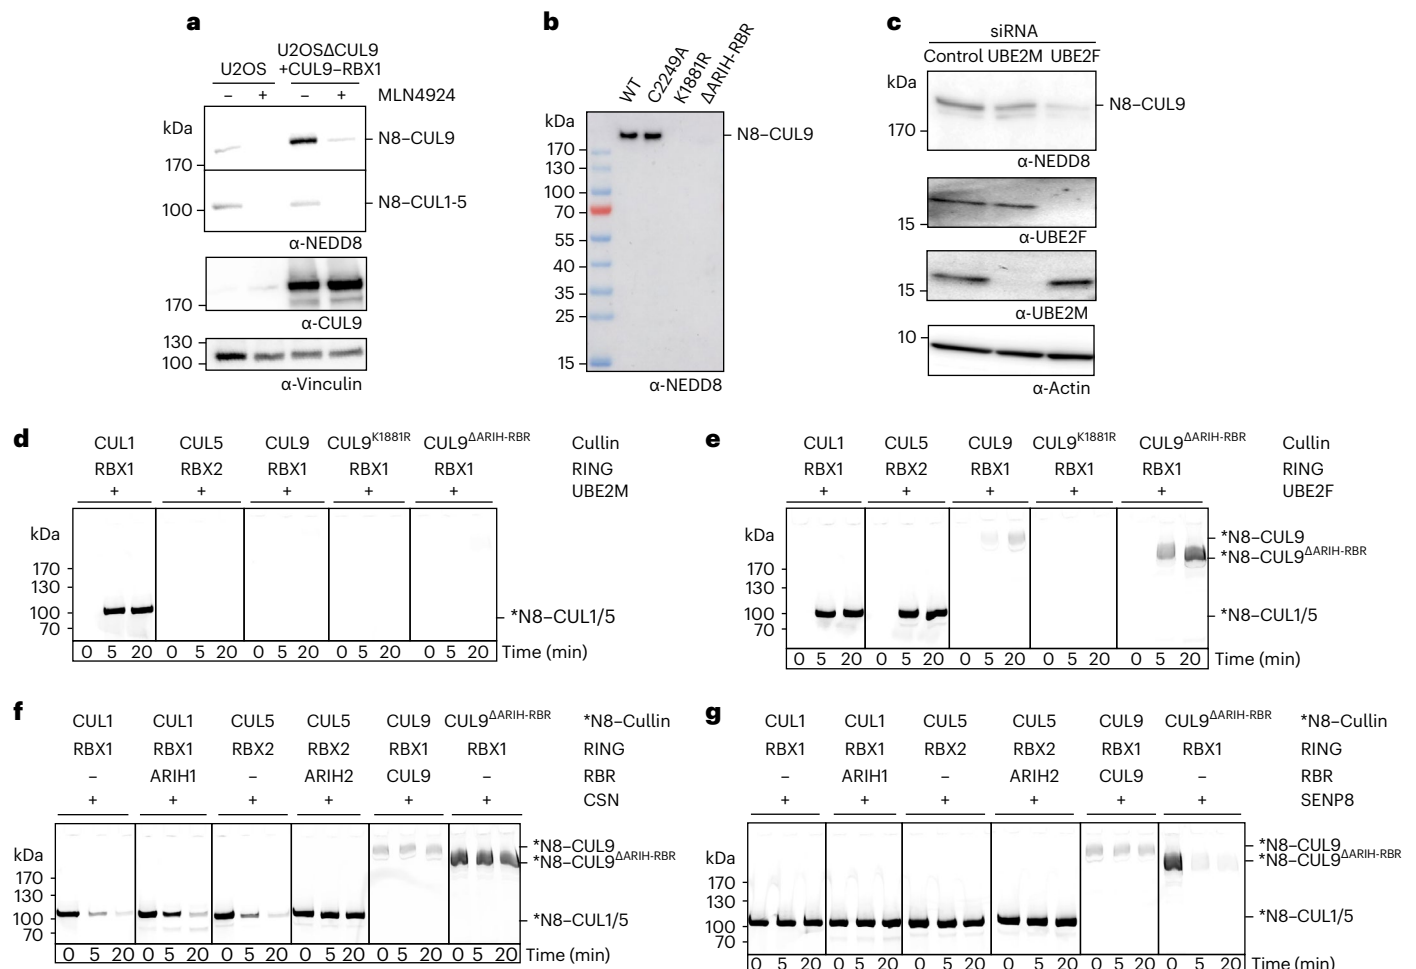 a
U2OS
U2OSΔCUL9
+CUL9–RBX1
– + – + MLN4924
kDa
170
100
N8–CUL9
N8–CUL1-5
α-NEDD8
170
α-CUL9
130
100
α-Vinculin
b
WT C2249A K1881R ΔARIH-RBR
kDa
170
130
100
70
55
40
35
25
15
N8–CUL9
α-NEDD8
c
siRNA
Control UBE2M UBE2F
kDa
170
N8–CUL9
α-NEDD8
15
α-UBE2F
15
α-UBE2M
10
α-Actin
d
CUL1 CUL5 CUL9 CUL9K1881R CUL9ΔARIH-RBR Cullin
RBX1 RBX2 RBX1 RBX1 RBX1 RING
+ + + + + UBE2M
kDa
170
130
100
70
*N8–CUL1/5
0 5 20 0 5 20 0 5 20 0 5 20 0 5 20 Time (min)
e
CUL1 CUL5 CUL9 CUL9K1881R CUL9ΔARIH-RBR Cullin
RBX1 RBX2 RBX1 RBX1 RBX1 RING
+ + + + + UBE2F
kDa
170
130
100
70
*N8–CUL9
*N8–CUL9ΔARIH-RBR
*N8–CUL1/5
0 5 20 0 5 20 0 5 20 0 5 20 0 5 20 Time (min)
f
CUL1 CUL1 CUL5 CUL5 CUL9 CUL9ΔARIH-RBR *N8–Cullin
RBX1 RBX1 RBX2 RBX2 RBX1 RBX1 RING
– ARIH1 – ARIH2 CUL9 – RBR
+ + + + + + CSN
kDa
170
130
100
70
*N8–CUL9
*N8–CUL9ΔARIH-RBR
*N8–CUL1/5
0 5 20 0 5 20 0 5 20 0 5 20 0 5 20 0 5 20 Time (min)
g
CUL1 CUL1 CUL5 CUL5 CUL9 CUL9ΔARIH-RBR *N8–Cullin
RBX1 RBX1 RBX2 RBX2 RBX1 RBX1 RING
– ARIH1 – ARIH2 CUL9 – RBR
+ + + + + + SENP8
kDa
170
130
100
70
*N8–CUL9
*N8–CUL9ΔARIH-RBR
*N8–CUL1/5
0 5 20 0 5 20 0 5 20 0 5 20 0 5 20 0 5 20 Time (min)